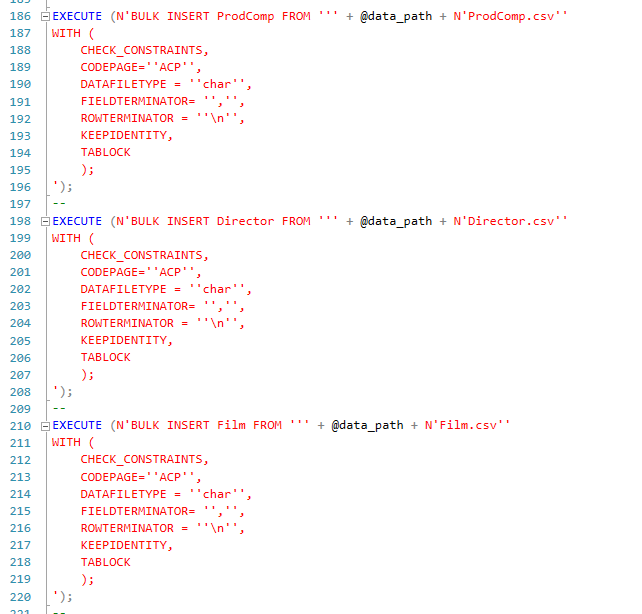 186 EXECUTE (N'BULK INSERT ProdComp FROM ''' + @data_path + N'ProdComp.csv''
187 WITH (
188     CHECK_CONSTRAINTS,
189     CODEPAGE=''ACP'',
190     DATAFILETYPE = ''char'',
191     FIELDTERMINATOR= '','',
192     ROWTERMINATOR = ''\n'',
193     KEEPIDENTITY,
194     TABLOCK
195     );
196 ');
197 --
198 EXECUTE (N'BULK INSERT Director FROM ''' + @data_path + N'Director.csv''
199 WITH (
200     CHECK_CONSTRAINTS,
201     CODEPAGE=''ACP'',
202     DATAFILETYPE = ''char'',
203     FIELDTERMINATOR= '','',
204     ROWTERMINATOR = ''\n'',
205     KEEPIDENTITY,
206     TABLOCK
207     );
208 ');
209 --
210 EXECUTE (N'BULK INSERT Film FROM ''' + @data_path + N'Film.csv''
211 WITH (
212     CHECK_CONSTRAINTS,
213     CODEPAGE=''ACP'',
214     DATAFILETYPE = ''char'',
215     FIELDTERMINATOR= '','',
216     ROWTERMINATOR = ''\n'',
217     KEEPIDENTITY,
218     TABLOCK
219     );
220 ');
221 --